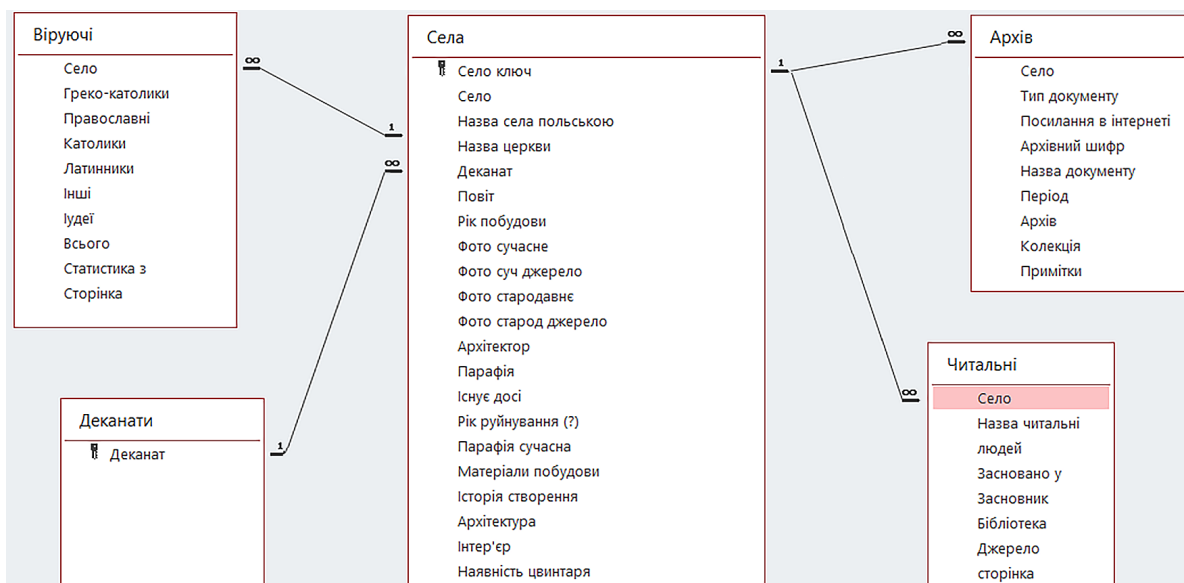 Віруючі
Село
Греко-католики
Православні
Католики
Латинники
Інші
Іудеї
Всього
Статистика з
Сторінка
∞
1
∞
1
Деканати
Деканат
Села
Село ключ
Село
Назва села польською
Назва церкви
Деканат
Повіт
Рік побудови
Фото сучасне
Фото суч джерело
Фото стародавнє
Фото старод джерело
Архітектор
Парафія
Існує досі
Рік руйнування (?)
Парафія сучасна
Матеріали побудови
Історія створення
Архітектура
Інтер'єр
Наявність цвинтаря
1
∞
∞
Архів
Село
Тип документу
Посилання в інтернеті
Архівний шифр
Назва документу
Період
Архів
Колекція
Примітки
Читальні
Село
Назва читальні
людей
Засновано у
Засновник
Бібліотека
Джерело
сторінка